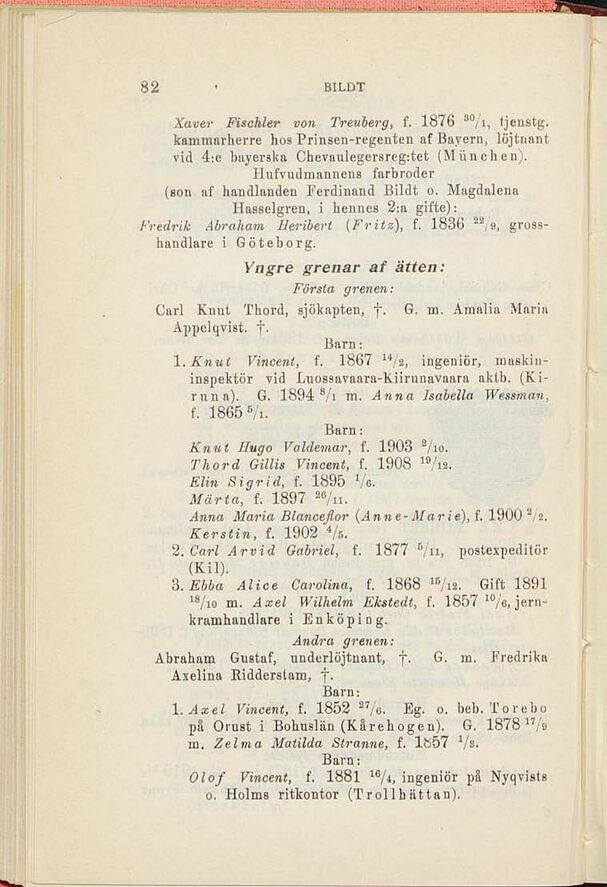 82 BILDT
Xaver Fischler von Treuberg, f. 1876 30/1, tjenstg.
kammarherre hos Prinsen-regenten af Bayern, löjtnant
vid 4:e bayerska Chevaulegersreg:tet (München).
Hufvudmannens farbroder
(son af handlanden Ferdinand Bildt o. Magdalena
Hasselgren, i hennes 2:a gifte):
Fredrik Abraham Heribert (Fritz), f. 1836 22/9, gross-
handlare i Göteborg.
Yngre grenar af ätten:
Första grenen:
Carl Knut Thord, sjökapten, †. G. m. Amalia Maria
Appelqvist. †.
Barn:
1. Knut Vincent, f. 1867 14/2, ingeniör, maskin-
inspektör vid Luossavaara-Kiirunavaara aktb. (Ki-
runa). G. 1894 8/1 m. Anna Isabella Wessman,
f. 1865 5/1.
Barn:
Knut Hugo Valdemar, f. 1903 2/10.
Thord Gillis Vincent, f. 1908 19/12.
Elin Sigrid, f. 1895 1/6.
Märta, f. 1897 26/11.
Anna Maria Blanceflor (Anne-Marie), f. 1900 2/2.
Kerstin, f. 1902 4/5.
2. Carl Arvid Gabriel, f. 1877 5/11, postexpeditör
(Kil).
3. Ebba Alice Carolina, f. 1868 15/12. Gift 1891
18/10 m. Axel Wilhelm Ekstedt, f. 1857 10/6, jern-
kramhandlare i Enköping.
Andra grenen:
Abraham Gustaf, underlöjtnant, †. G. m. Fredrika
Axelina Ridderstam, †.
Barn:
1. Axel Vincent, f. 1852 27/6. Eg. o. beb. Torebo
på Orust i Bohuslän (Kårehogen). G. 1878 17/9
m. Zelma Matilda Stranne, f. 1857 1/8.
Barn:
Olof Vincent, f. 1881 16/4, ingeniör på Nyqvists
o. Holms ritkontor (Trollhättan).